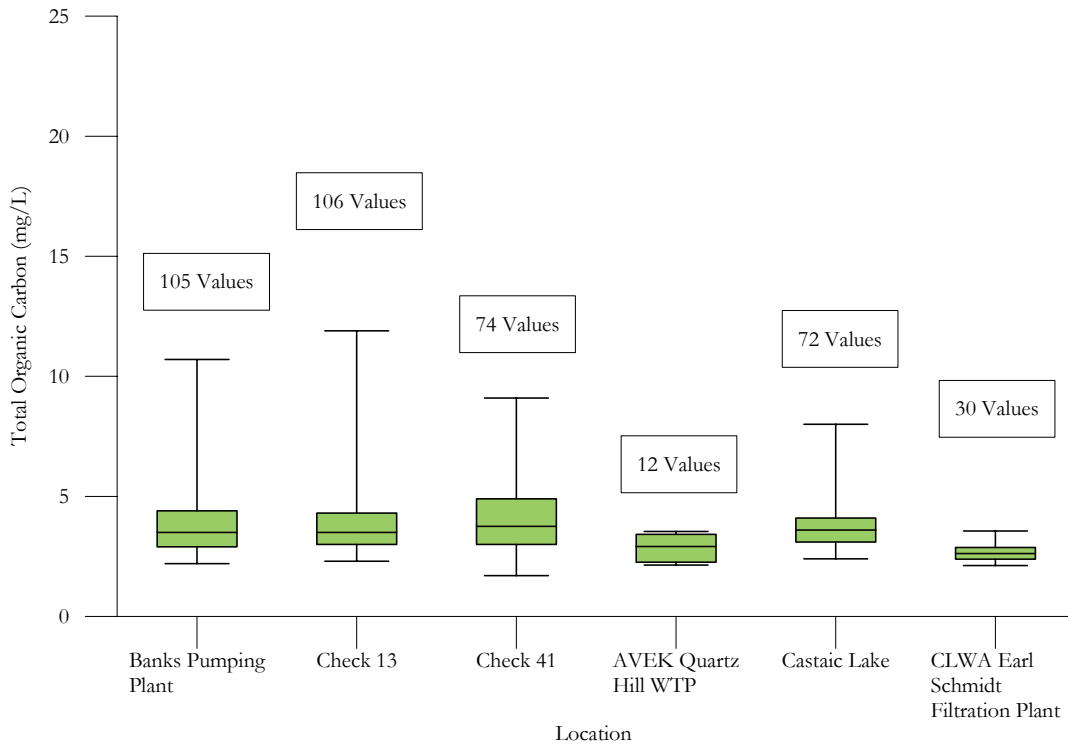 25
20
15
10
5
0
Total Organic Carbon (mg/L)
105 Values
106 Values
74 Values
12 Values
72 Values
30 Values
Banks Pumping
Plant
Check 13
Check 41
AVEK Quartz
Hill WTP
Castaic Lake
CLWA Earl
Schmidt
Filtration Plant
Location